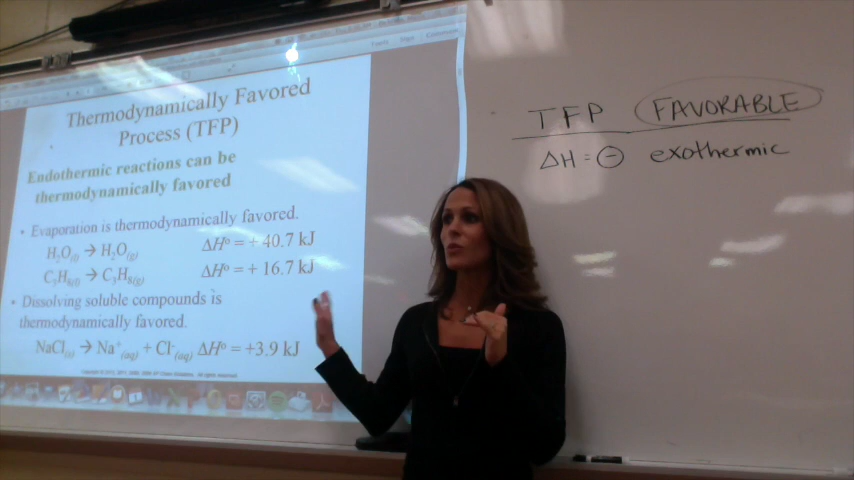 Thermodynamically Favored
Process (TFP)
Endothermic reactions can be
thermodynamically favored
• Evaporation is thermodynamically favored.
H₂O(l) → H₂O(g) ΔH° = + 40.7 kJ
C₃H₈(l) → C₃H₈(g) ΔH° = + 16.7 kJ
• Dissolving soluble compounds is
thermodynamically favored.
NaCl(s) → Na⁺(aq) + Cl⁻(aq) ΔH° = +3.9 kJ
TFP FAVORABLE
ΔH = ⊖ exothermic